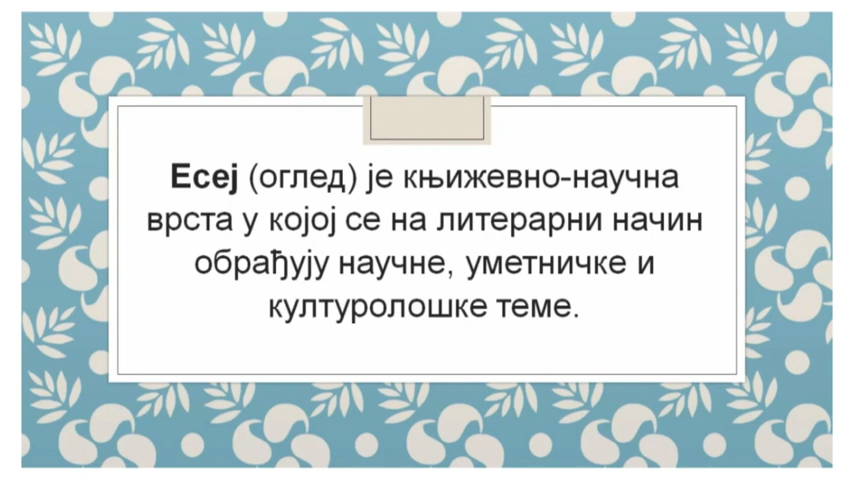 Есеј (оглед) је књижевно-научна
врста у којој се на литерарни начин
обрађују научне, уметничке и
културолошке теме.